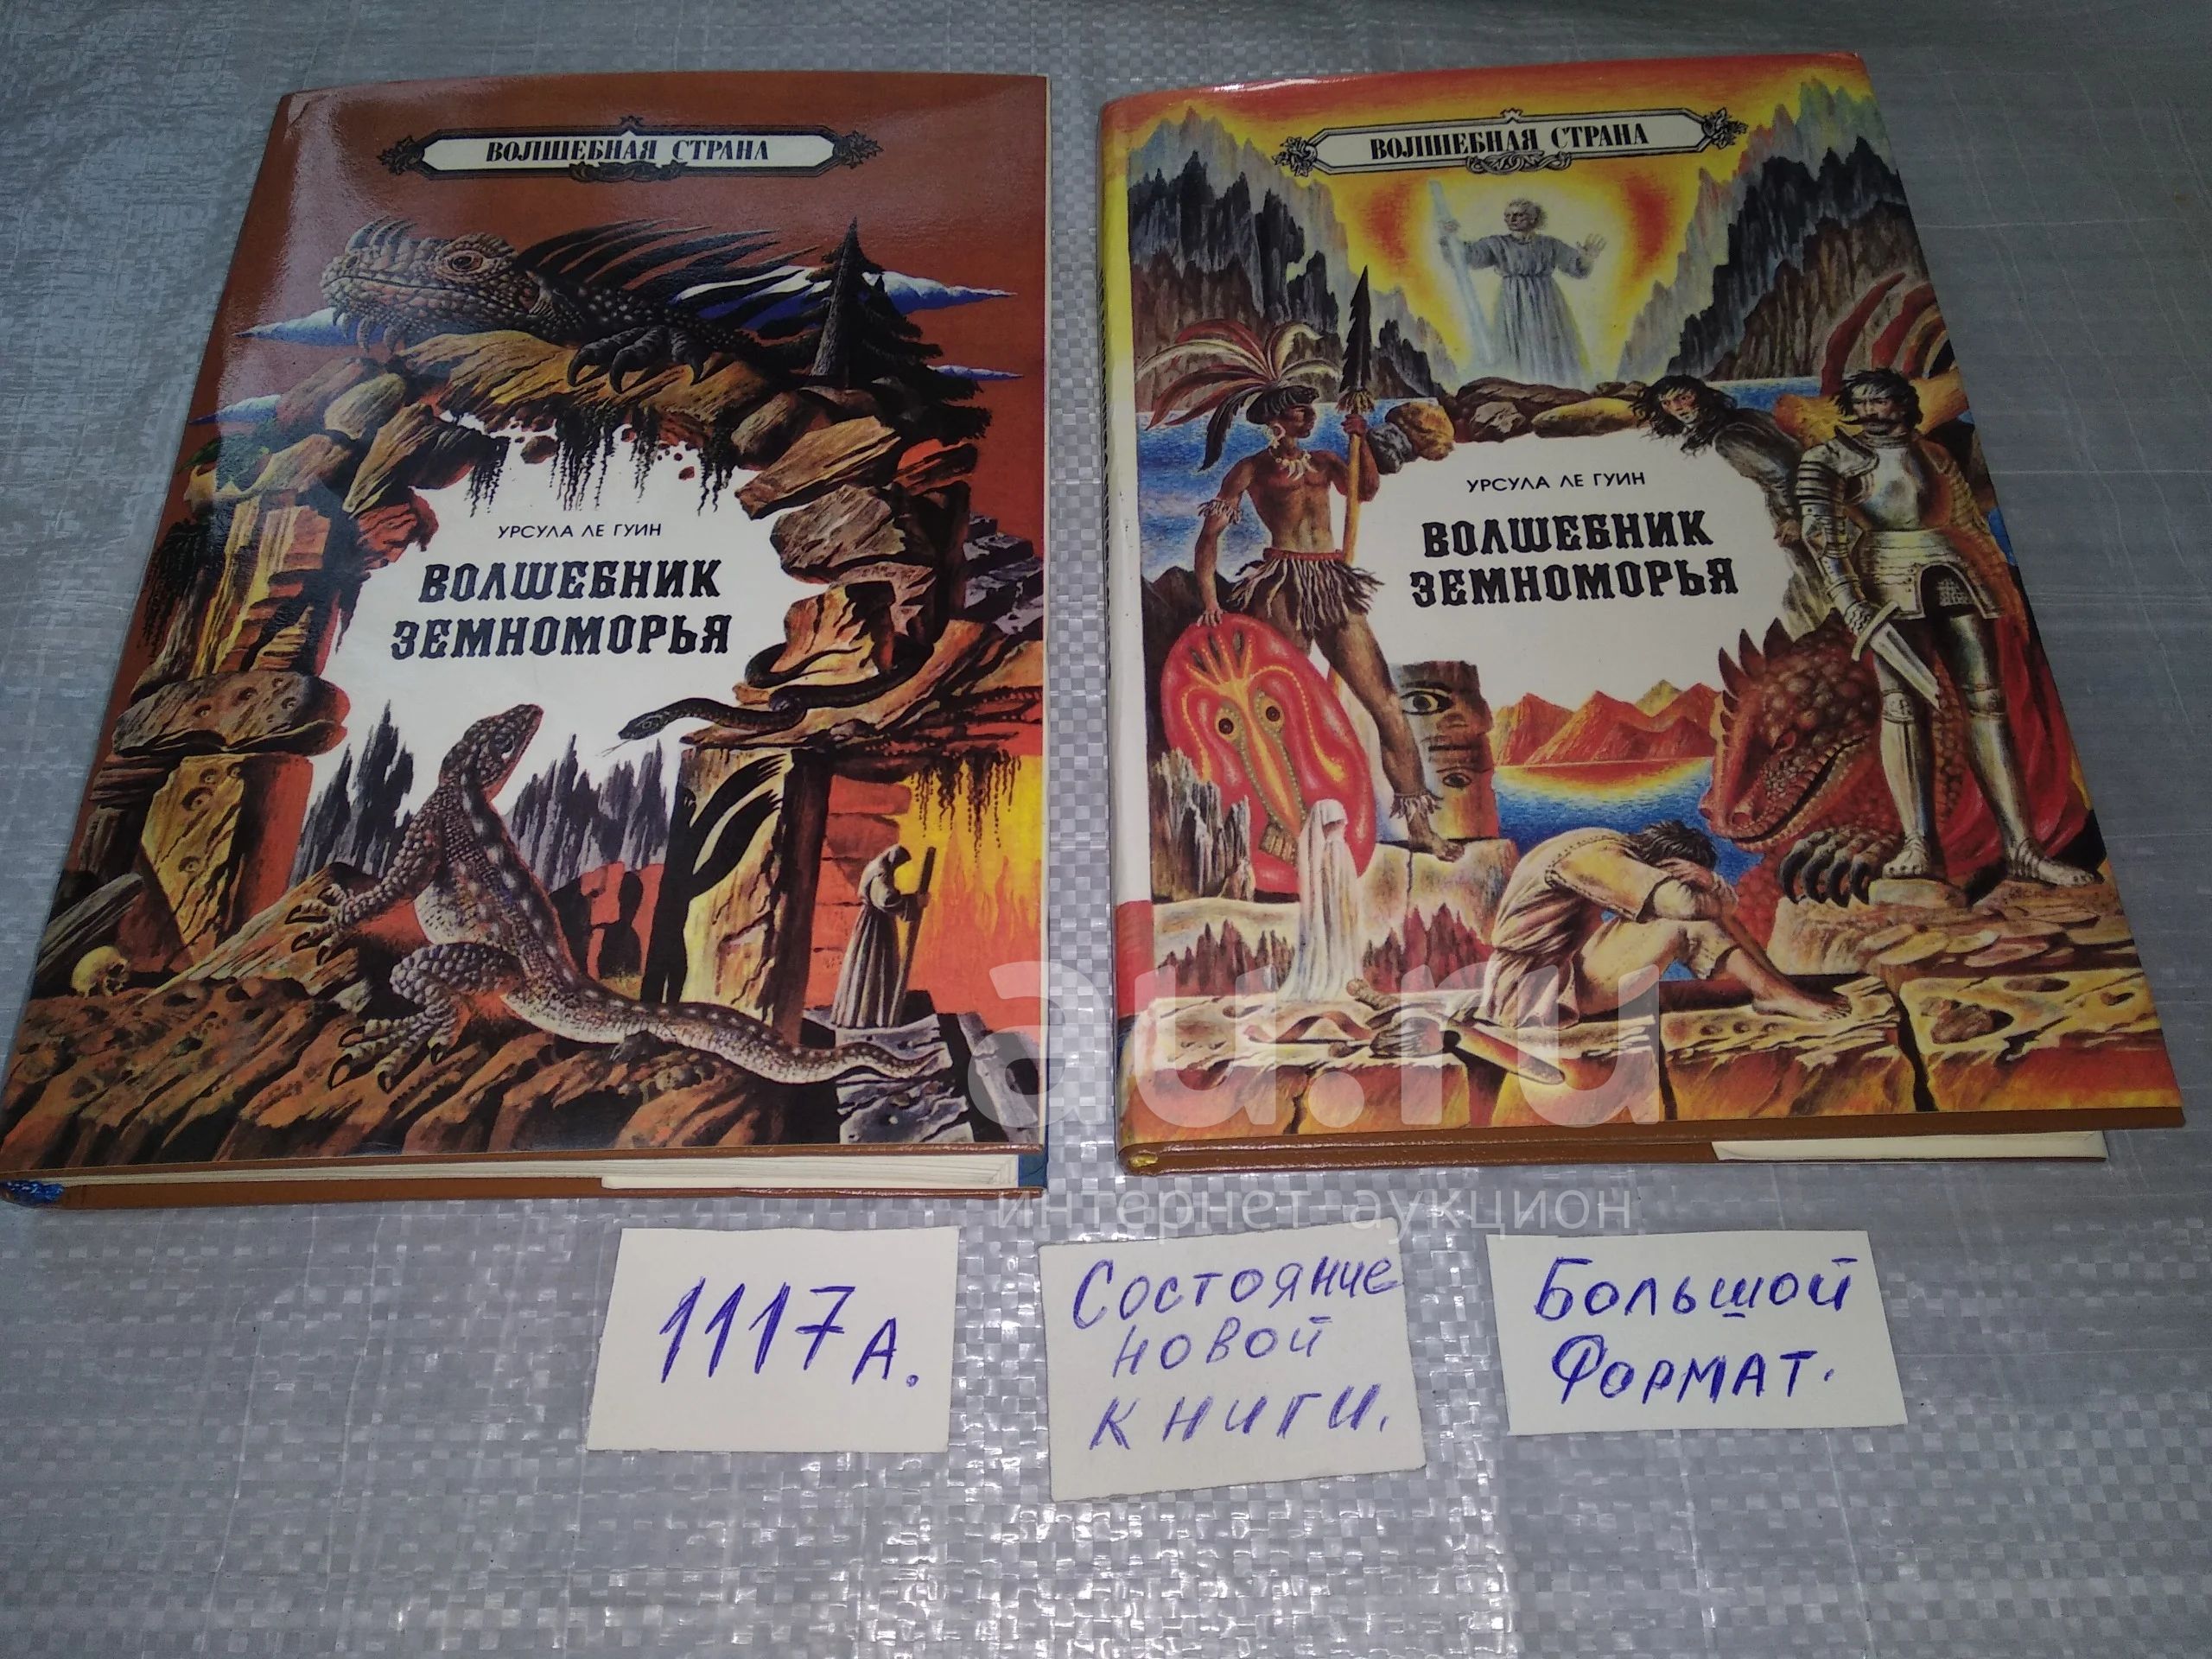 ВОЛШЕБНАЯ СТРАНА
УРСУЛА ЛЕ ГУИН
ВОЛШЕБНИК
ЗЕМНОМОРЬЯ
ВОЛШЕБНАЯ СТРАНА
УРСУЛА ЛЕ ГУИН
ВОЛШЕБНИК
ЗЕМНОМОРЬЯ
au.ru
интернет-аукцион
1117А.
Состояние
новой
книги.
Большой
Формат.